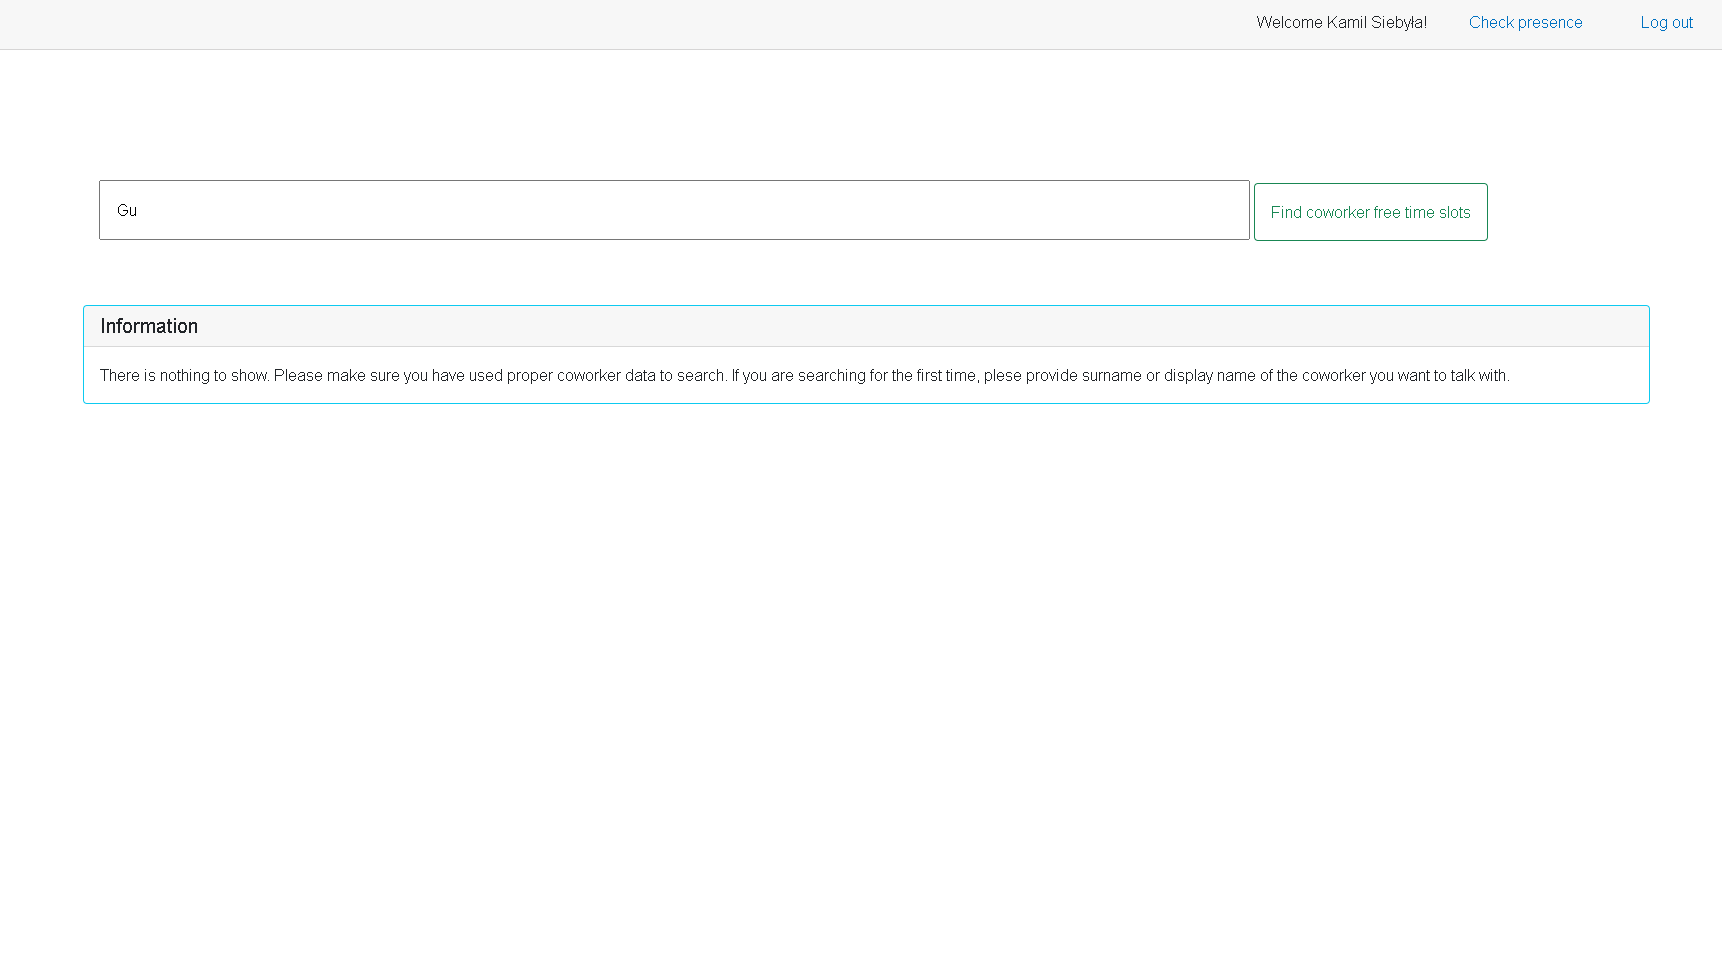 Welcome Kamil Siebyła! Check presence Log out
Gu
Find coworker free time slots
Information
There is nothing to show. Please make sure you have used proper coworker data to search. If you are searching for the first time, plese provide surname or display name of the coworker you want to talk with.